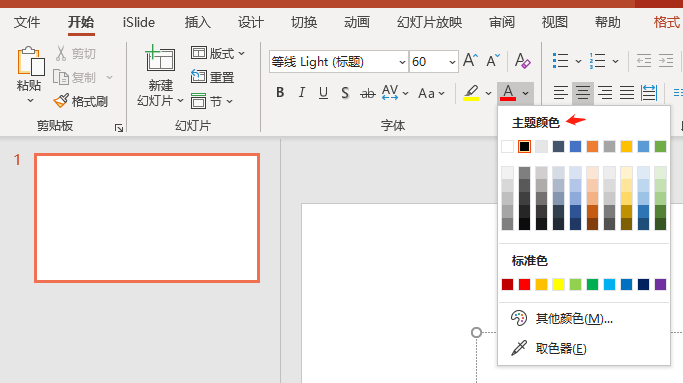 文件 开始 iSlide 插入 设计 切换 动画 幻灯片放映 审阅 视图 帮助 格式
粘贴
剪切
复制
格式刷
剪贴板
新建
幻灯片
版式
重置
节
幻灯片
等线 Light (标题) 60 A A A
B I U S ab AV Aa A
字体
1
主题颜色
标准色
其他颜色(M)...
取色器(E)